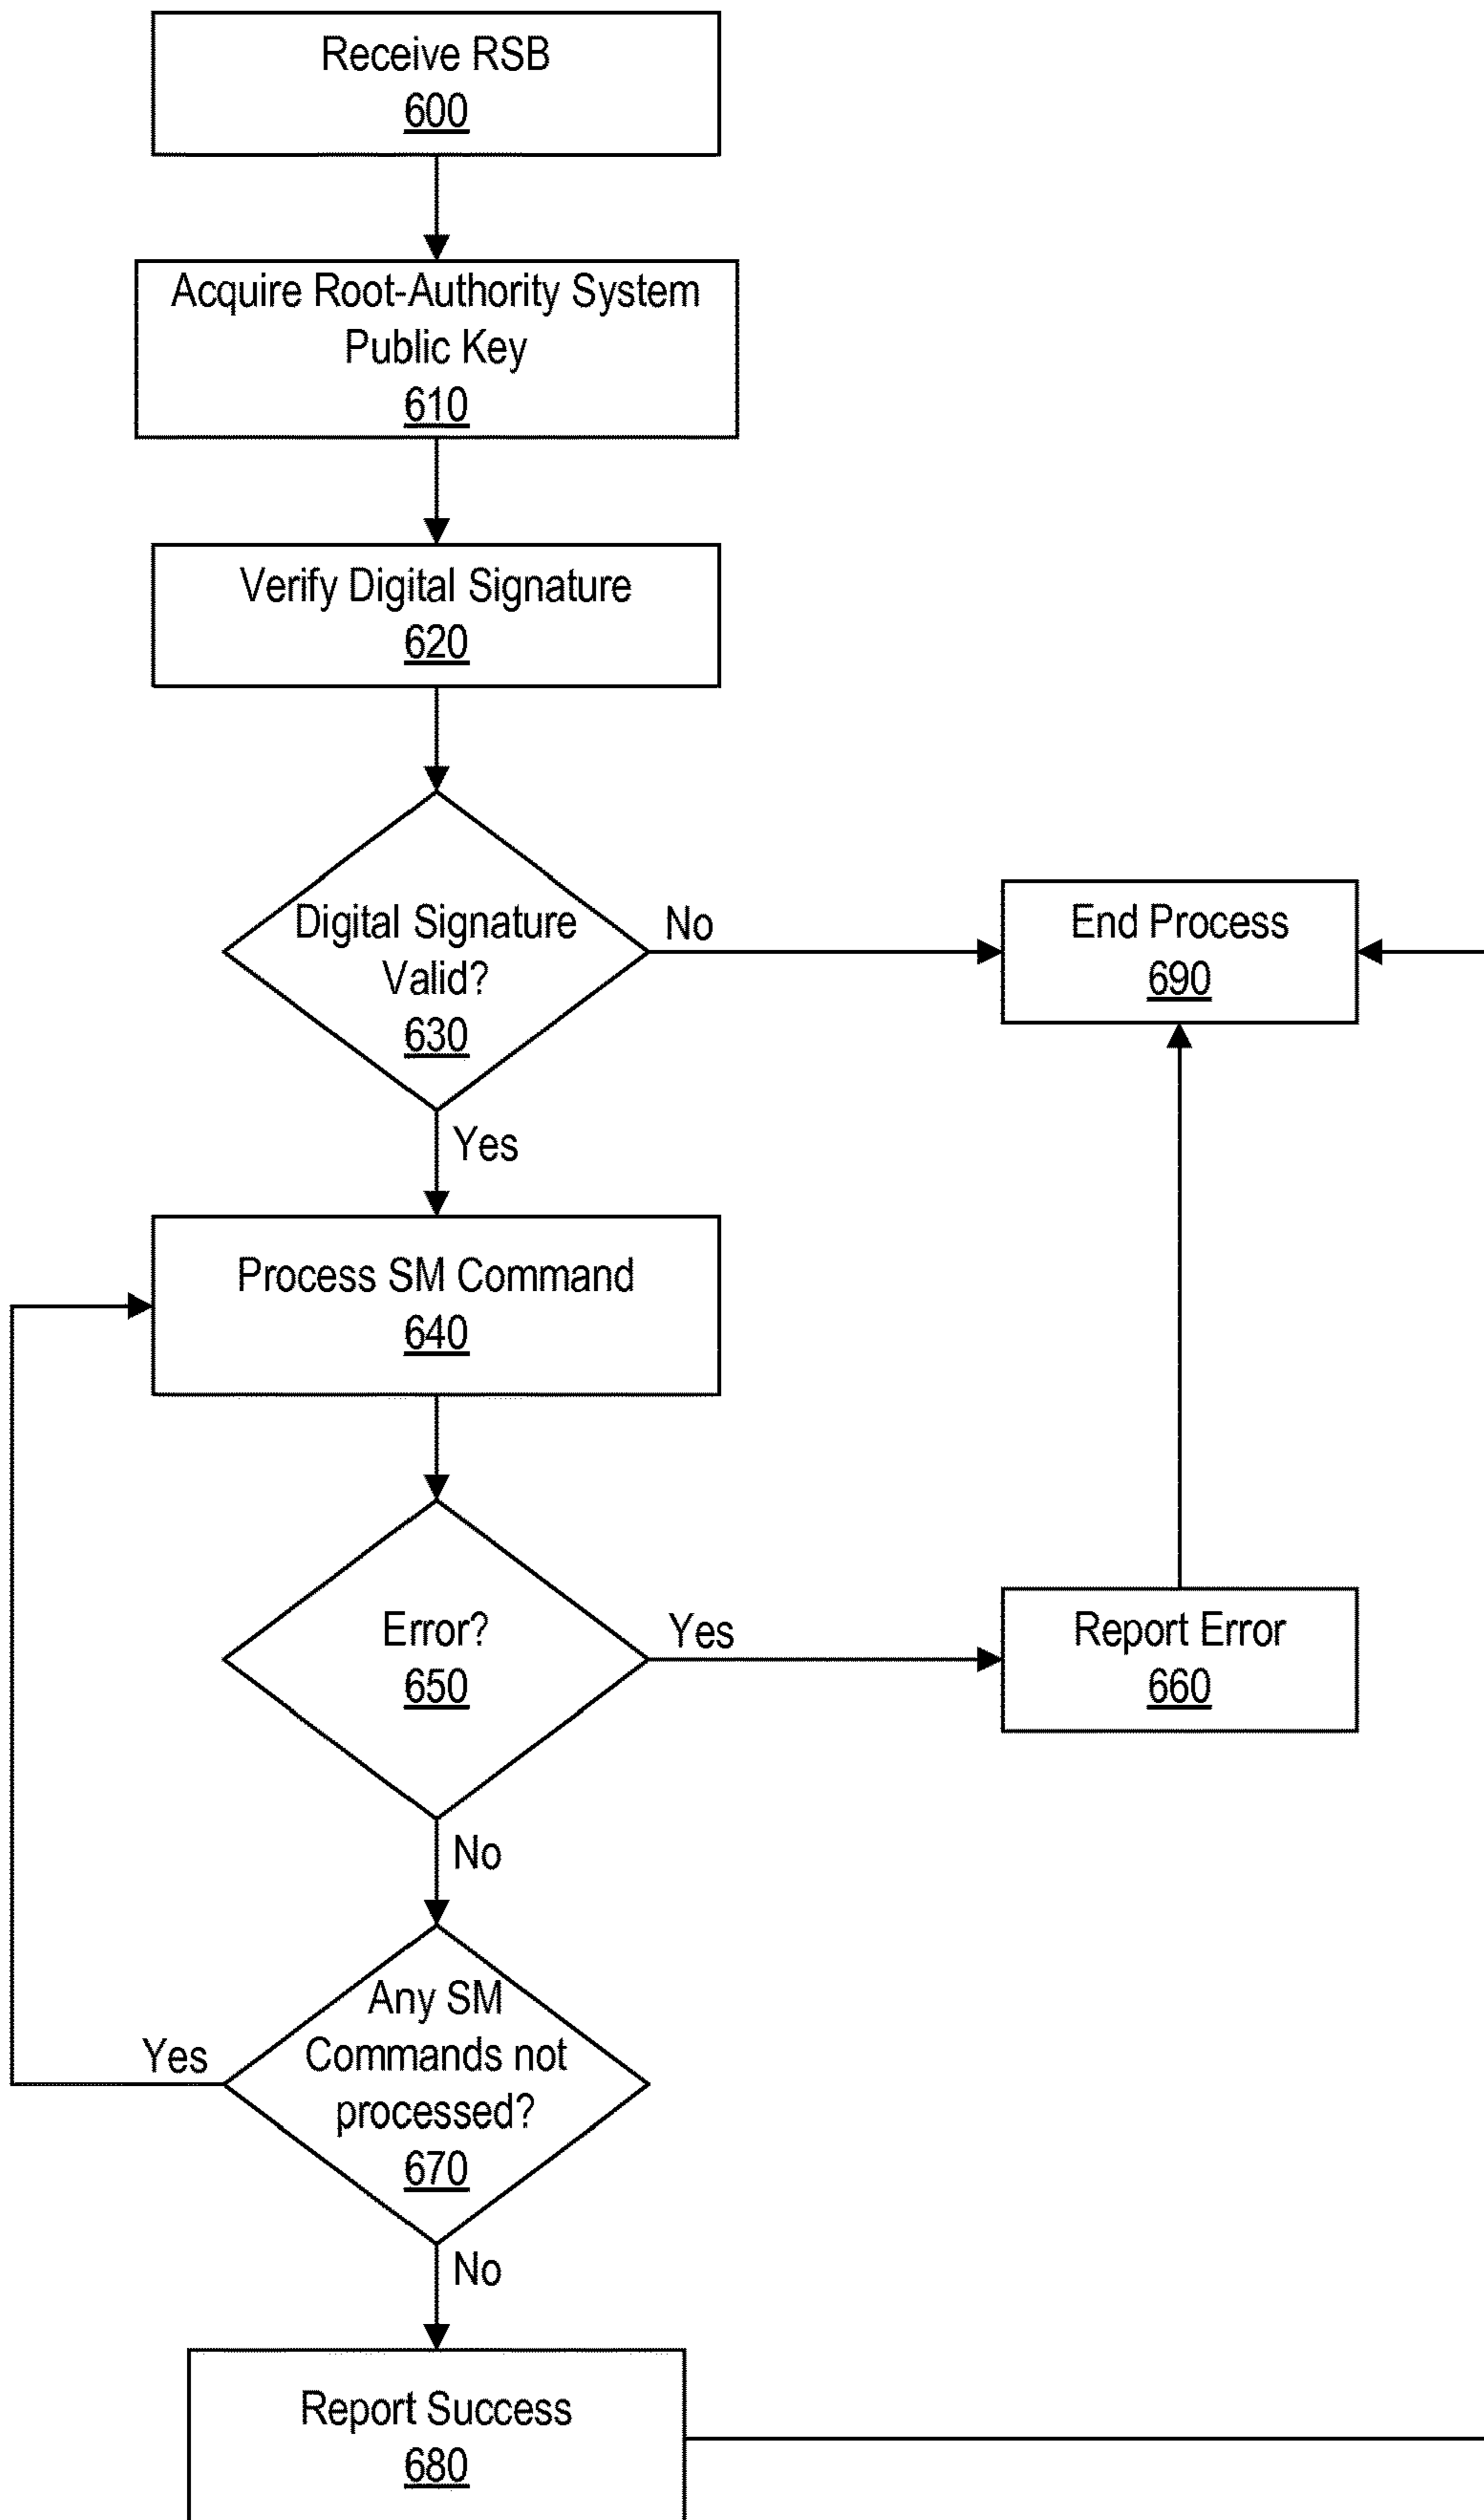 Receive RSB
600
Acquire Root-Authority System
Public Key
610
Verify Digital Signature
620
Digital Signature
Valid?
630
No
End Process
690
Yes
Process SM Command
640
Error?
650
Yes
Report Error
660
No
Any SM
Commands not
processed?
670
Yes
No
Report Success
680